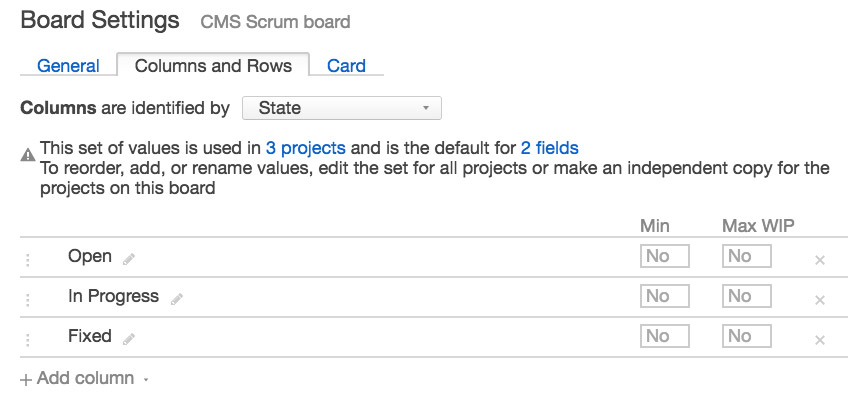 Board Settings CMS Scrum board
General Columns and Rows Card
Columns are identified by State
This set of values is used in 3 projects and is the default for 2 fields
To reorder, add, or rename values, edit the set for all projects or make an independent copy for the
projects on this board
Min Max WIP
Open No No
In Progress No No
Fixed No No
Add column